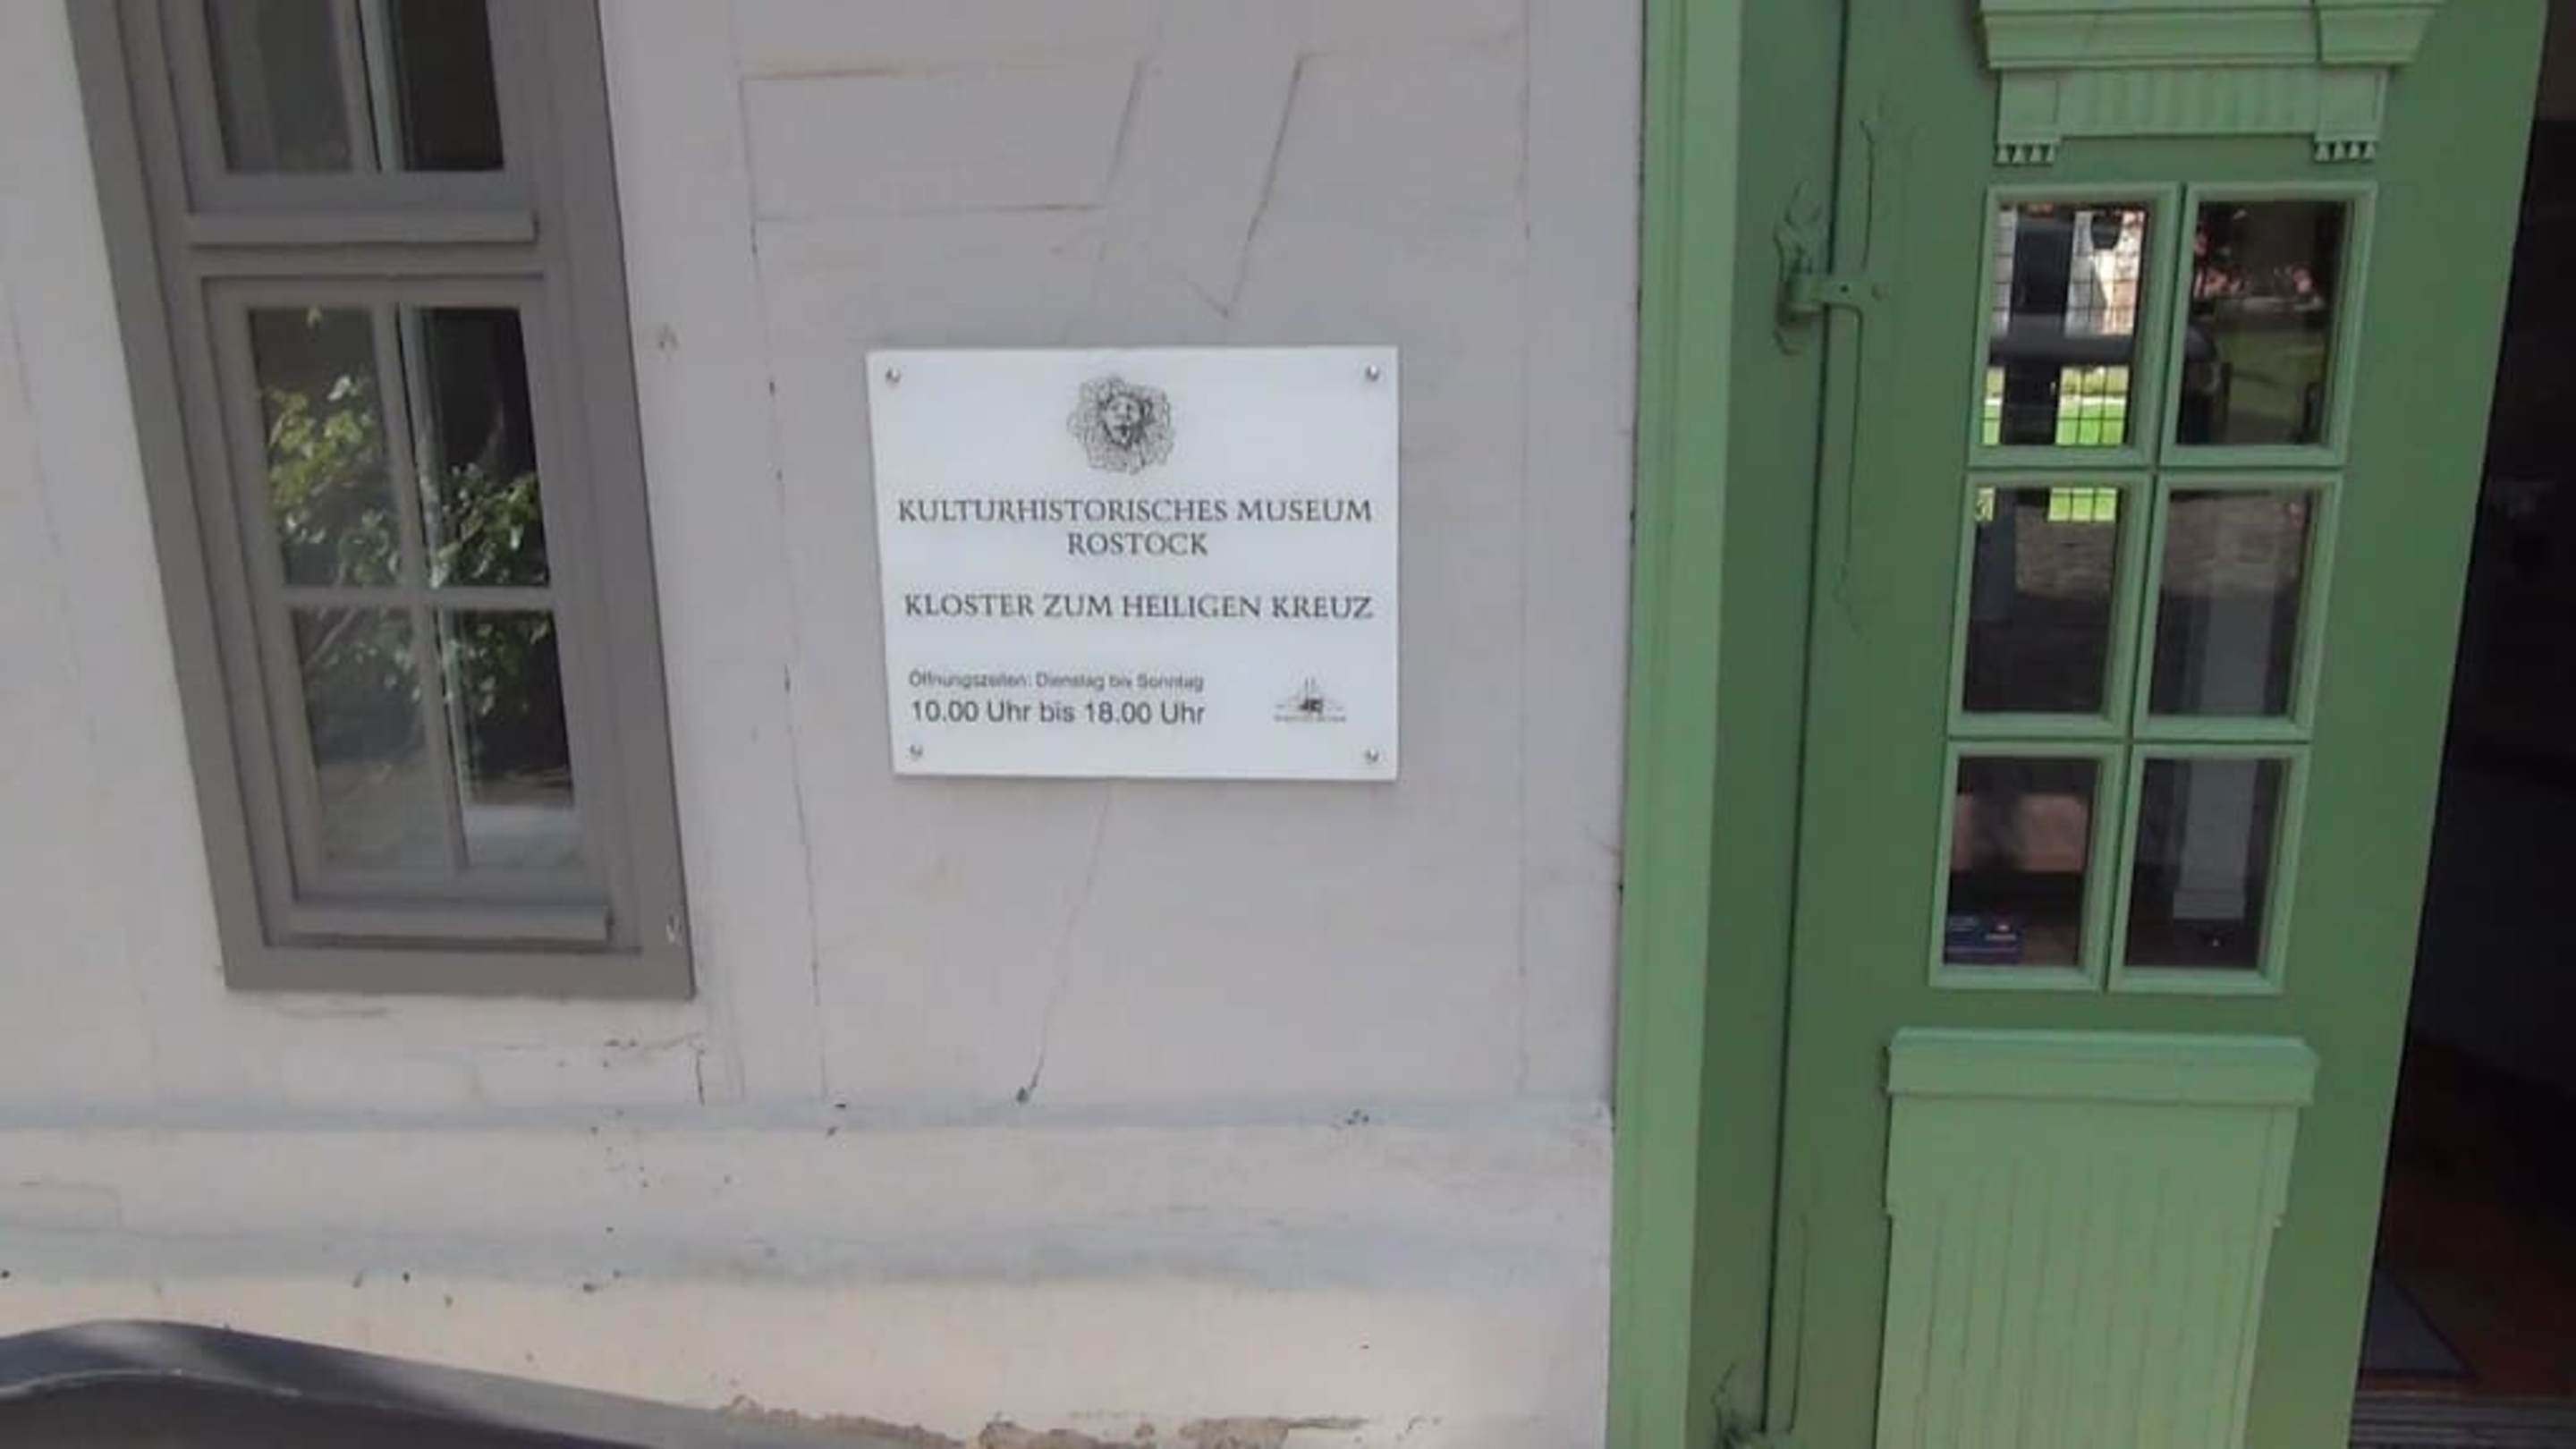 KULTURHISTORISCHES MUSEUM
ROSTOCK
KLOSTER ZUM HEILIGEN KREUZ
Öffnungszeiten: Dienstag bis Sonntag
10.00 Uhr bis 18.00 Uhr